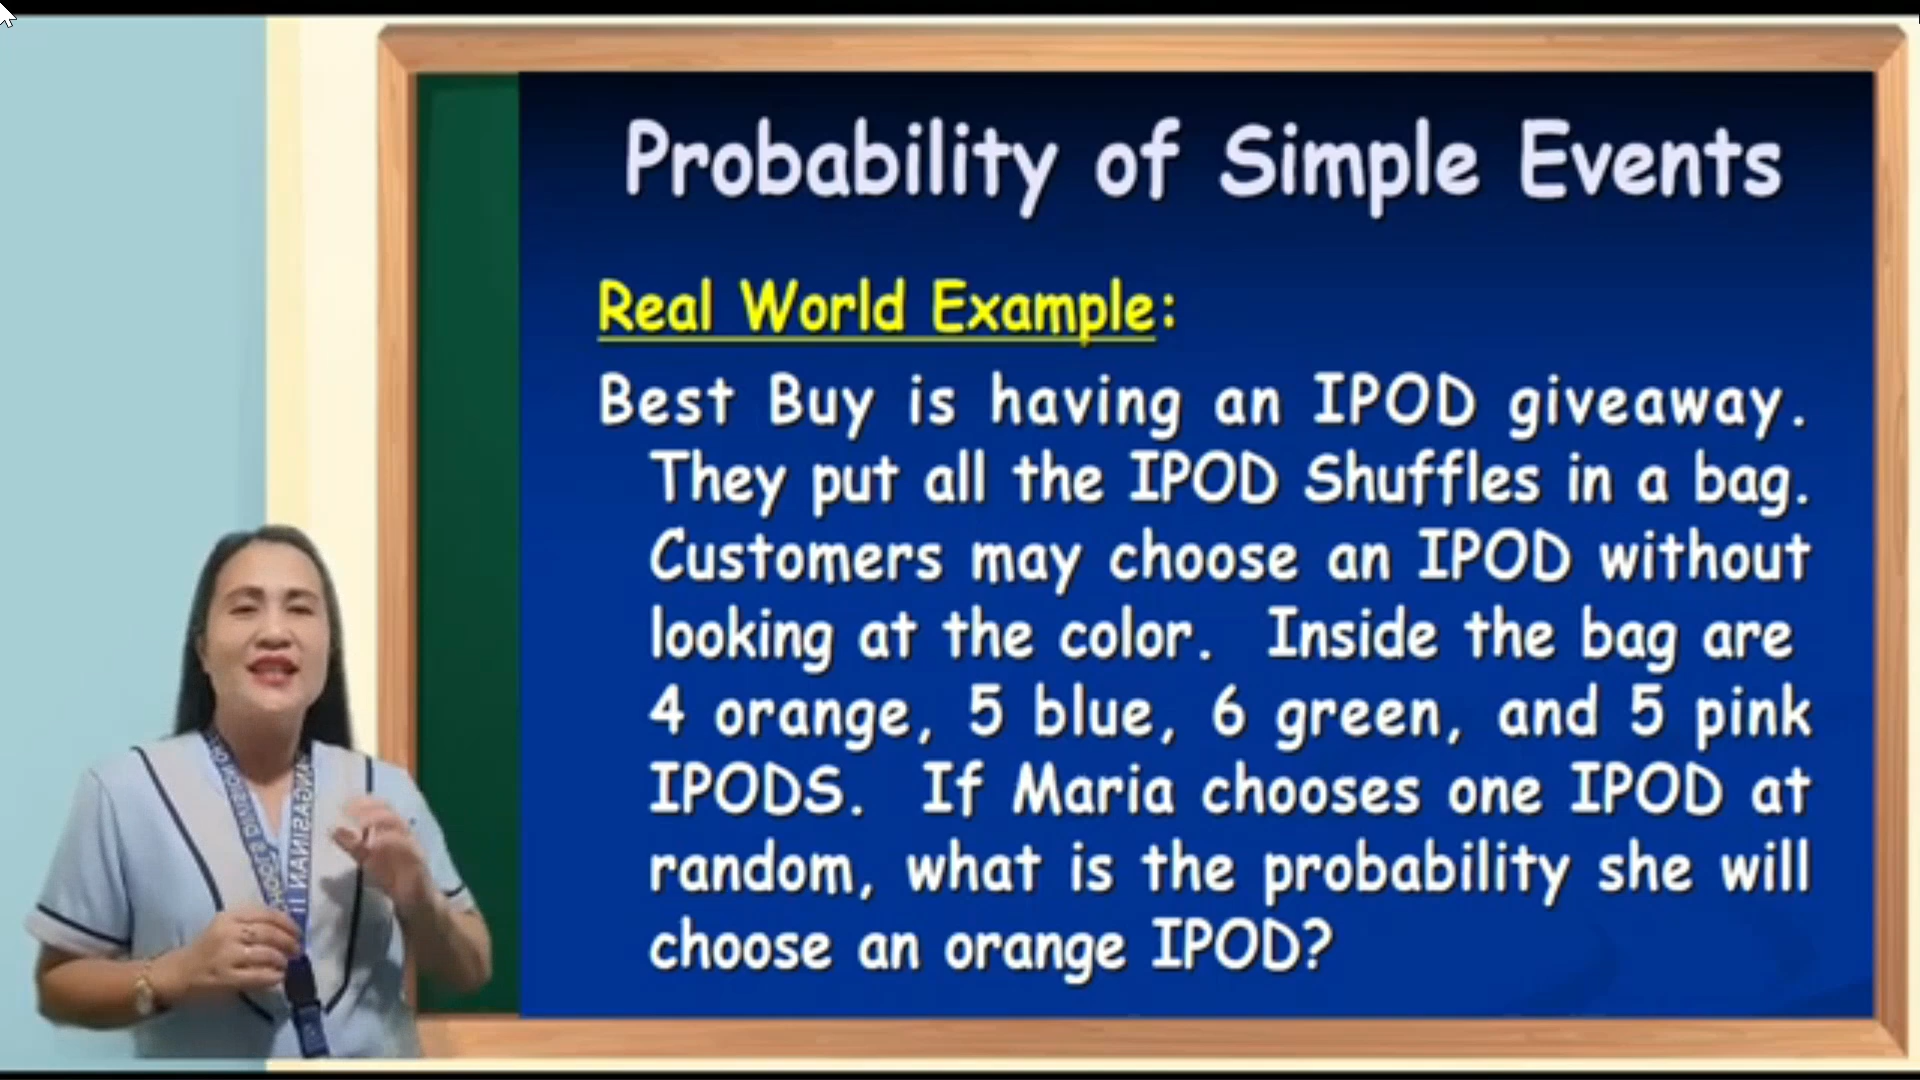 Probability of Simple Events
Real World Example:
Best Buy is having an IPOD giveaway.
They put all the IPOD Shuffles in a bag.
Customers may choose an IPOD without
looking at the color. Inside the bag are
4 orange, 5 blue, 6 green, and 5 pink
IPODS. If Maria chooses one IPOD at
random, what is the probability she will
choose an orange IPOD?